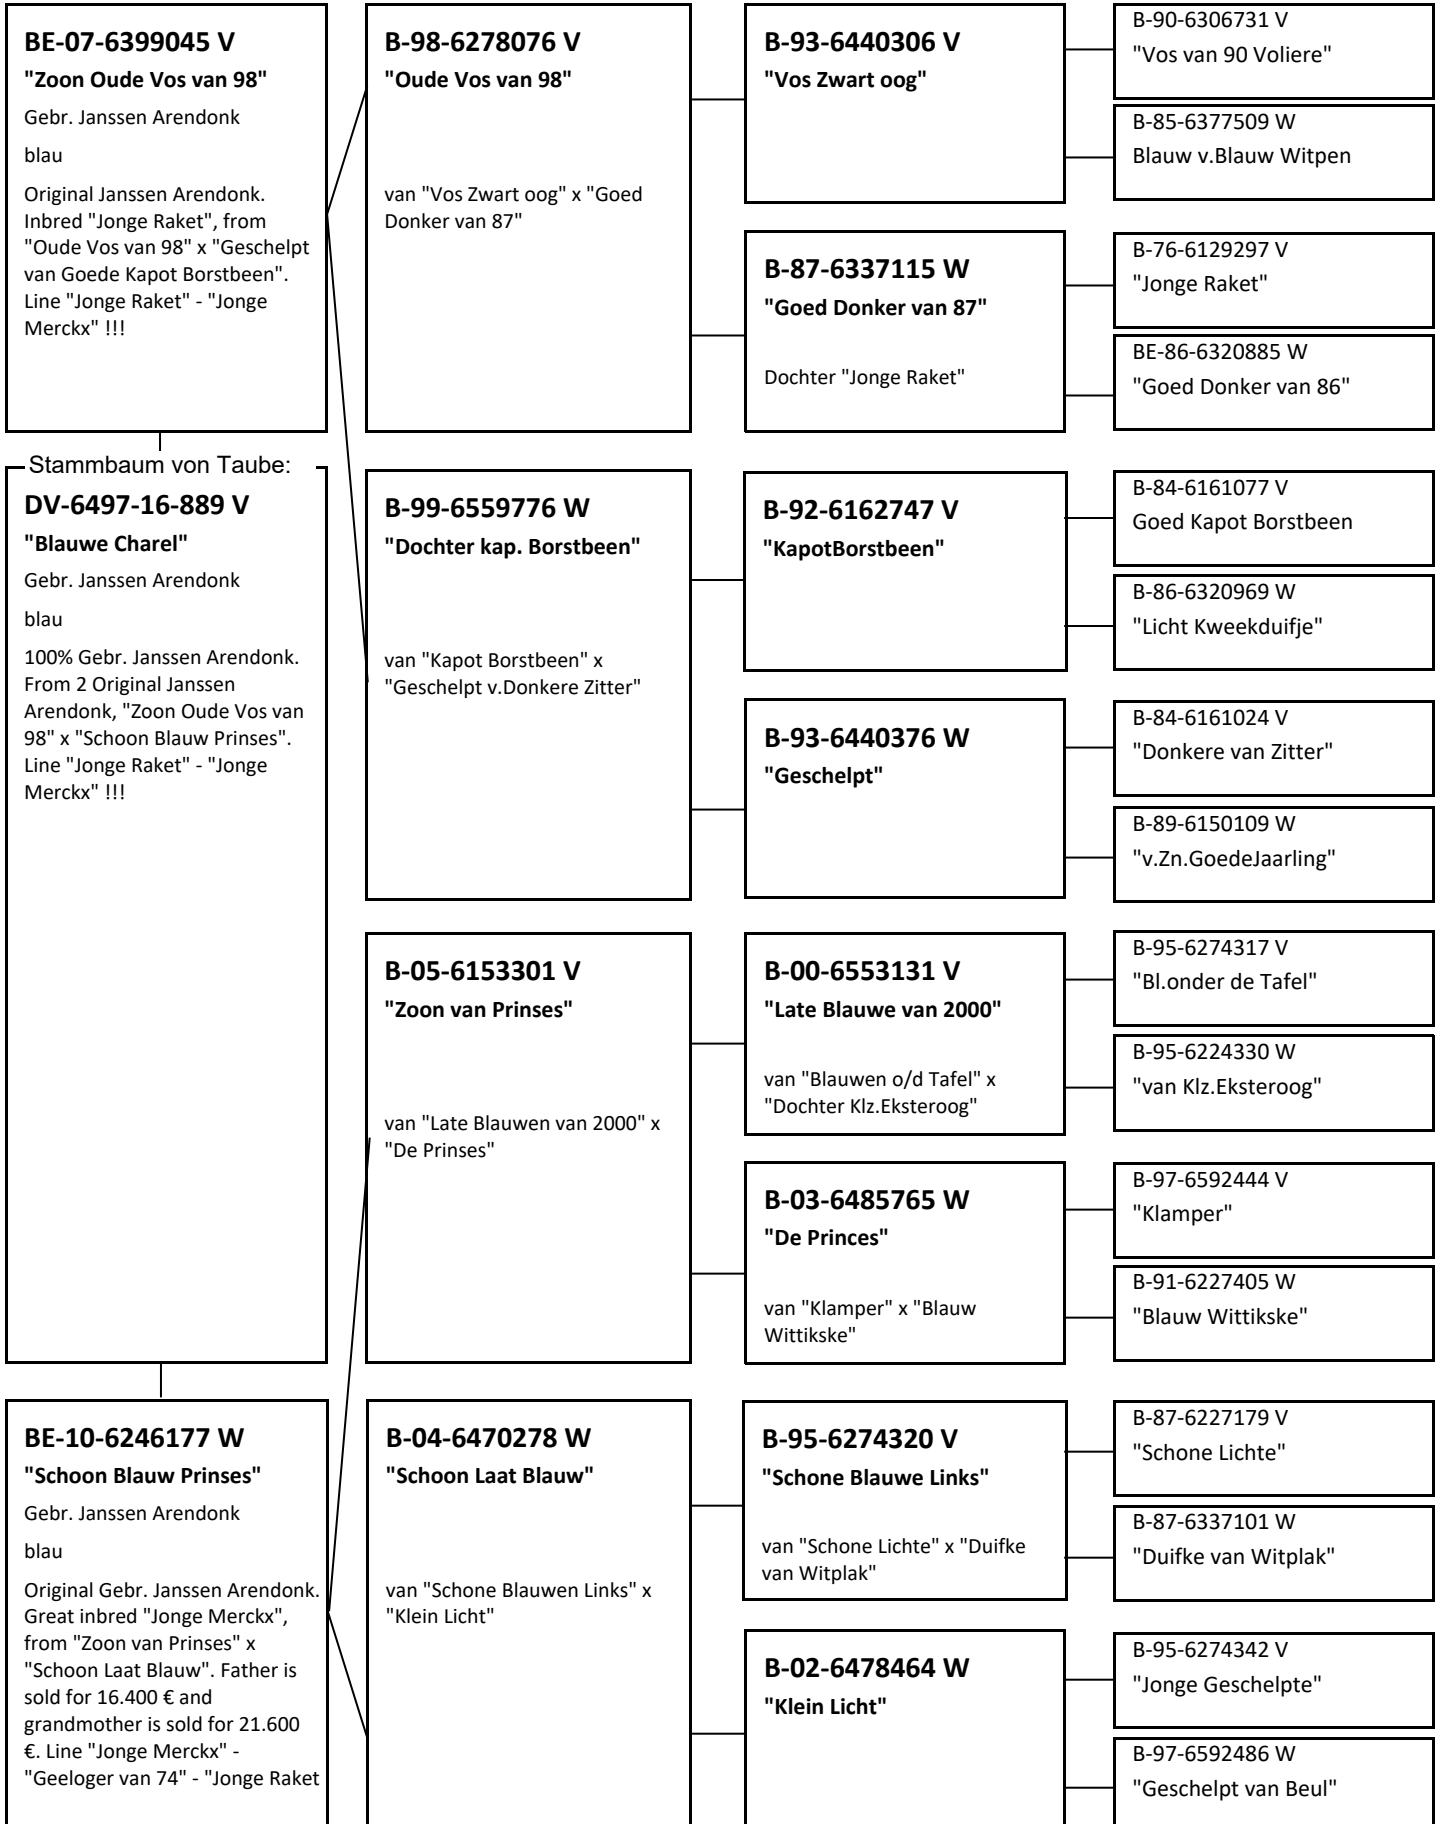 BE-07-6399045 V
"Zoon Oude Vos van 98"
Gebr. Janssen Arendonk
blau
Original Janssen Arendonk.
Inbred "Jonge Raket", from
"Oude Vos van 98" x "Geschelpt
van Goede Kapot Borstbeen".
Line "Jonge Raket" - "Jonge
Merckx" !!!
Stammbaum von Taube:
DV-6497-16-889 V
"Blauwe Charel"
Gebr. Janssen Arendonk
blau
100% Gebr. Janssen Arendonk.
From 2 Original Janssen
Arendonk, "Zoon Oude Vos van
98" x "Schoon Blauw Prinses".
Line "Jonge Raket" - "Jonge
Merckx" !!!
BE-10-6246177 W
"Schoon Blauw Prinses"
Gebr. Janssen Arendonk
blau
Original Gebr. Janssen Arendonk.
Great inbred "Jonge Merckx",
from "Zoon van Prinses" x
"Schoon Laat Blauw". Father is
sold for 16.400 € and
grandmother is sold for 21.600
€. Line "Jonge Merckx" -
"Geeloger van 74" - "Jonge Raket
B-98-6278076 V
"Oude Vos van 98"
van "Vos Zwart oog" x "Goed
Donker van 87"
B-99-6559776 W
"Dochter kap. Borstbeen"
van "Kapot Borstbeen" x
"Geschelpt v.Donkere Zitter"
B-05-6153301 V
"Zoon van Prinses"
van "Late Blauwen van 2000" x
"De Prinses"
B-04-6470278 W
"Schoon Laat Blauw"
van "Schone Blauwen Links" x
"Klein Licht"
B-93-6440306 V
"Vos Zwart oog"
B-87-6337115 W
"Goed Donker van 87"
Dochter "Jonge Raket"
B-92-6162747 V
"KapotBorstbeen"
B-93-6440376 W
"Geschelpt"
B-00-6553131 V
"Late Blauwe van 2000"
van "Blauwen o/d Tafel" x
"Dochter Klz.Eksteroog"
B-03-6485765 W
"De Princes"
van "Klamper" x "Blauw
Wittikske"
B-95-6274320 V
"Schone Blauwe Links"
van "Schone Lichte" x "Duifke
van Witplak"
B-02-6478464 W
"Klein Licht"
B-90-6306731 V
"Vos van 90 Voliere"
B-85-6377509 W
Blauw v.Blauw Witpen
B-76-6129297 V
"Jonge Raket"
BE-86-6320885 W
"Goed Donker van 86"
B-84-6161077 V
Goed Kapot Borstbeen
B-86-6320969 W
"Licht Kweekduifje"
B-84-6161024 V
"Donkere van Zitter"
B-89-6150109 W
"v.Zn.GoedeJaarling"
B-95-6274317 V
"Bl.onder de Tafel"
B-95-6224330 W
"van Klz.Eksteroog"
B-97-6592444 V
"Klamper"
B-91-6227405 W
"Blauw Wittikske"
B-87-6227179 V
"Schone Lichte"
B-87-6337101 W
"Duifke van Witplak"
B-95-6274342 V
"Jonge Geschelpte"
B-97-6592486 W
"Geschelpt van Beul"